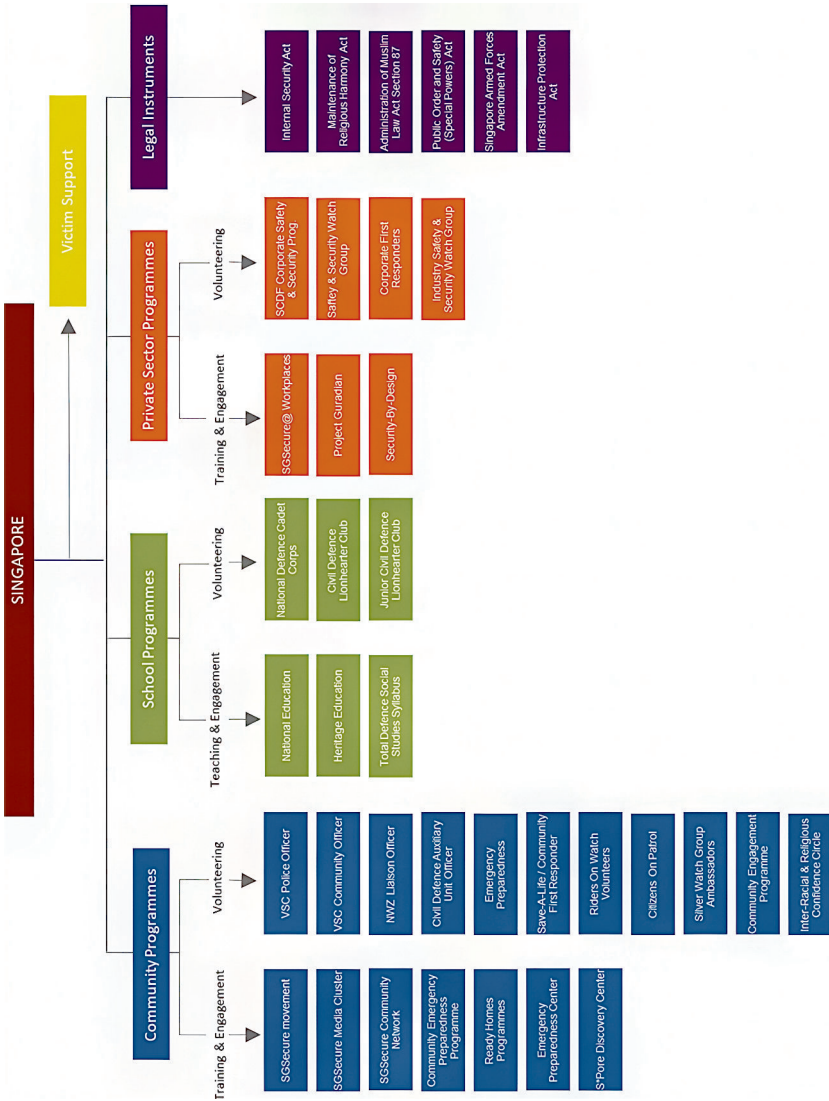 SINGAPORE
Victim Support
Community Programmes
School Programmes
Private Sector Programmes
Legal Instruments
Training & Engagement
Volunteering
Teaching & Engagement
Volunteering
Training & Engagement
Volunteering
SGSecure movement
SGSecure Media Cluster
SGSecure Community
Network
Community Emergency
Preparedness
Programme
Ready Homes
Programmes
Emergency
Preparedness Center
S'Pore Discovery Center
VSC Police Officer
VSC Community Officer
NWZ Liaison Officer
Civil Defence Auxiliary
Unit Officer
Emergency
Preparedness
Save-A-Life / Community
First Responder
Riders On Watch
Volunteers
Citizens On Patrol
Silver Watch Group
Ambassadors
Community Engagement
Programme
Inter-Racial & Religious
Confidence Circle
National Education
Heritage Education
Total Defence Social
Studies Syllabus
National Defence Cadet
Corps
Civil Defence
Lionhearter Club
Junior Civil Defence
Lionhearter Club
SGSecure@ Workplaces
Project Guradian
Security-By-Design
SCDF Corporate Safety
& Security Prog.
Saftey & Security Watch
Group
Corporate First
Responders
Industry Safety &
Security Watch Group
Internal Security Act
Maintenance of
Religious Harmony Act
Administration of Muslim
Law Act Section 87
Public Order and Safety
(Special Powers) Act
Singapore Armed Forces
Amendment Act
Infrastructure Protection
Act